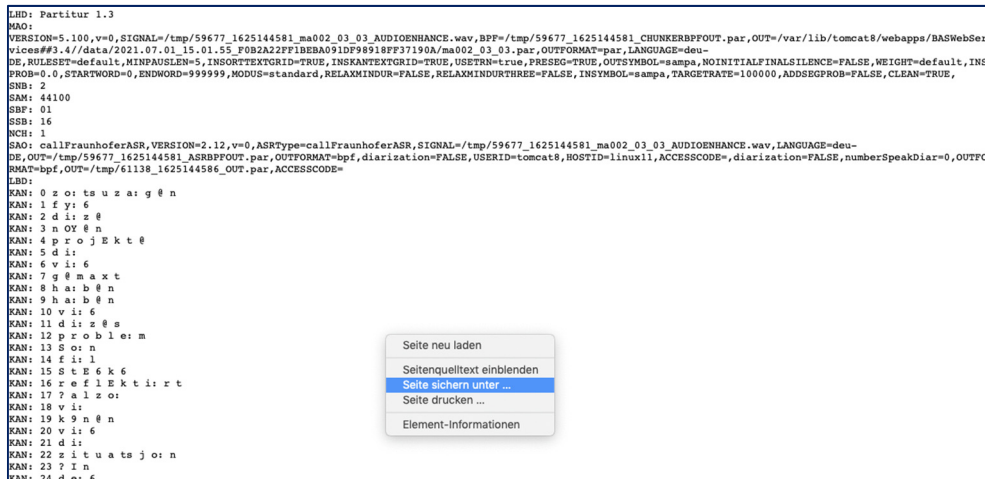 LHD: Partitur 1.3
MAO:
VERSION=5.100,v=0,SIGNAL=/tmp/59677_1625144581_ma002_03_03_AUDIOENHANCE.wav,BPF=/tmp/59677_1625144581_CHUNKERBPFOUT.par,OUT=/var/lib/tomcat8/webapps/BASWebSer
vices##3.4//data/2021.07.01_15.01.55_F0B2A22FF1BEBA091DF98918FF37190A/ma002_03_03.par,OUTFORMAT=par,LANGUAGE=deu-
DE,RULESET=default,MINPAUSLEN=5,INSORTTEXTGRID=TRUE,INSKANTEXTGRID=TRUE,USETRN=true,PRESEG=TRUE,OUTSYMBOL=sampa,NOINITIALFINALSILENCE=FALSE,WEIGHT=default,INS
PROB=0.0,STARTWORD=0,ENDWORD=999999,MODUS=standard,RELAXMINDUR=FALSE,RELAXMINDURTHREE=FALSE,INSYMBOL=sampa,TARGETRATE=100000,ADDSEGPROB=FALSE,CLEAN=TRUE,
SNB: 2
SAM: 44100
SBF: 01
SSB: 16
NCH: 1
SAO: callFraunhoferASR,VERSION=2.12,v=0,ASRType=callFraunhoferASR,SIGNAL=/tmp/59677_1625144581_ma002_03_03_AUDIOENHANCE.wav,LANGUAGE=deu-
DE,OUT=/tmp/59677_1625144581_ASRBPFOUT.par,OUTFORMAT=bpf,diarization=FALSE,USERID=tomcat8,HOSTID=linux11,ACCESSCODE=,diarization=FALSE,numberSpeakDiar=0,OUTFO
RMAT=bpf,OUT=/tmp/61138_1625144586_OUT.par,ACCESSCODE=
LBD:
KAN: 0 z o: ts u z a: g @ n
KAN: 1 f y: 6
KAN: 2 d i: z @
KAN: 3 n OY @ n
KAN: 4 p r o j E k t @
KAN: 5 d i:
KAN: 6 v i: 6
KAN: 7 g @ m a x t
KAN: 8 h a: b @ n
KAN: 9 h a: b @ n
KAN: 10 v i: 6
KAN: 11 d i: z @ s
KAN: 12 p r o b l e: m
KAN: 13 S o: n
KAN: 14 f i: l
KAN: 15 S t E 6 k 6
KAN: 16 r e f l E k t i: r t
KAN: 17 ? a l z o:
KAN: 18 v i:
KAN: 19 k 9 n @ n
KAN: 20 v i: 6
KAN: 21 d i:
KAN: 22 z i t u a ts j o: n
KAN: 23 ? I n
KAN: 24 d e: 6
Seite neu laden
Seitenquelltext einblenden
Seite sichern unter ...
Seite drucken ...
Element-Informationen